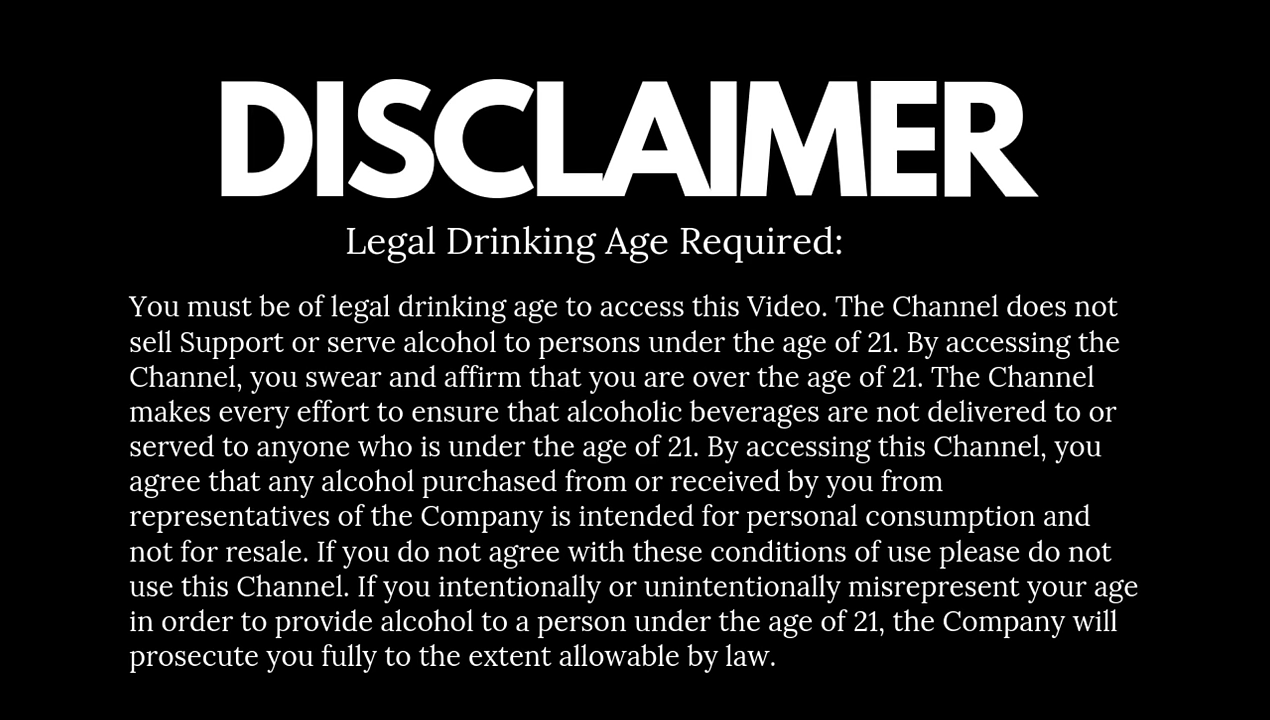 DISCLAIMER
Legal Drinking Age Required:
You must be of legal drinking age to access this Video. The Channel does not
sell Support or serve alcohol to persons under the age of 21. By accessing the
Channel, you swear and affirm that you are over the age of 21. The Channel
makes every effort to ensure that alcoholic beverages are not delivered to or
served to anyone who is under the age of 21. By accessing this Channel, you
agree that any alcohol purchased from or received by you from
representatives of the Company is intended for personal consumption and
not for resale. If you do not agree with these conditions of use please do not
use this Channel. If you intentionally or unintentionally misrepresent your age
in order to provide alcohol to a person under the age of 21, the Company will
prosecute you fully to the extent allowable by law.